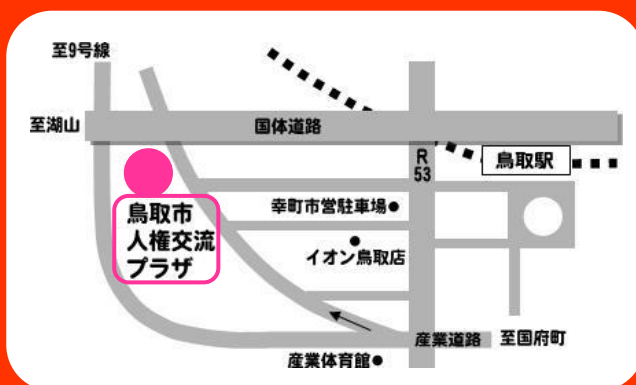 至9号線
至湖山
国体道路
R
53
鳥取駅
鳥取市
人権交流
プラザ
幸町市営駐車場
イオン鳥取店
産業道路
至国府町
産業体育館